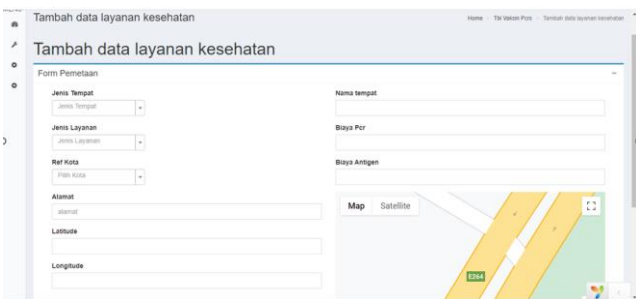 Tambah data layanan kesehatan
Home
Tambah data layanan kesehatan
Tambah data layanan kesehatan
Form Pemetaan
Jenis Tempat
Jenis Tempat
Nama tempat
Jenis Layanan
Jenis Layanan
Biaya Pcr
Ref Kota
Pilih Kota
Biaya Antigen
Alamat
alamat
Map Satellite
Latitude
Longitude
E264